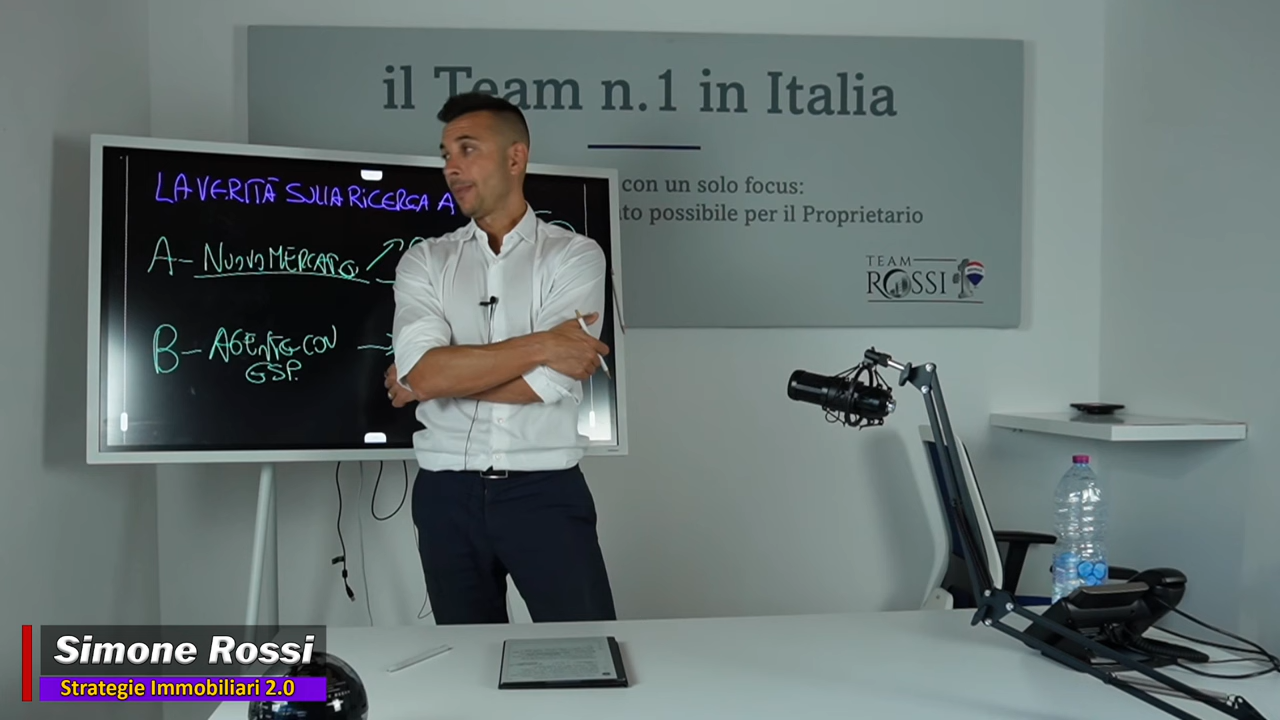 il Team n.1 in Italia
con un solo focus:
possibile per il Proprietario
TEAM
ROSSI
LA VERITÀ SULLA RICERCA A
A- NUOVO MERCATO
B- AGENTE CON
GSP.
Simone Rossi
Strategie Immobiliari 2.0